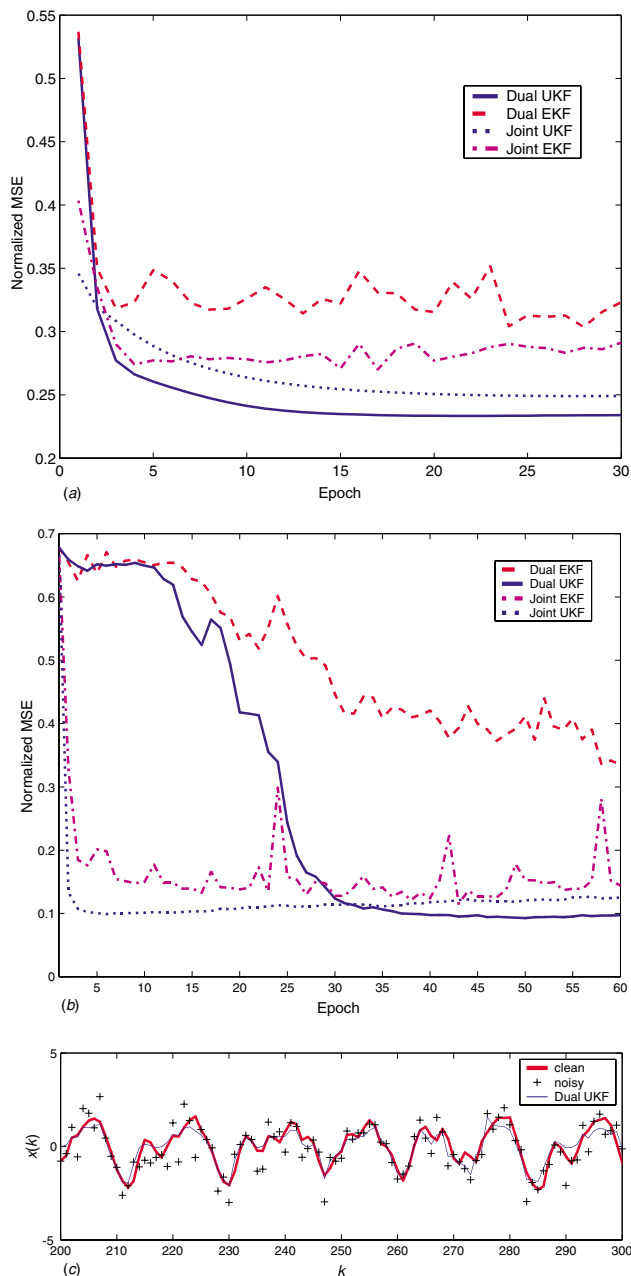 0.55
0.5
0.45
0.4
0.35
0.3
0.25
0.2
Normalized MSE
Dual UKF
Dual EKF
Joint UKF
Joint EKF
0 5 10 15 20 25 30
(a) Epoch
0.7
0.6
0.5
0.4
0.3
0.2
0.1
0
Normalized MSE
Dual EKF
Dual UKF
Joint EKF
Joint UKF
5 10 15 20 25 30 35 40 45 50 55 60
(b) Epoch
5
0
-5
x(k)
clean
noisy
Dual UKF
200 210 220 230 240 250 260 270 280 290 300
(c) k